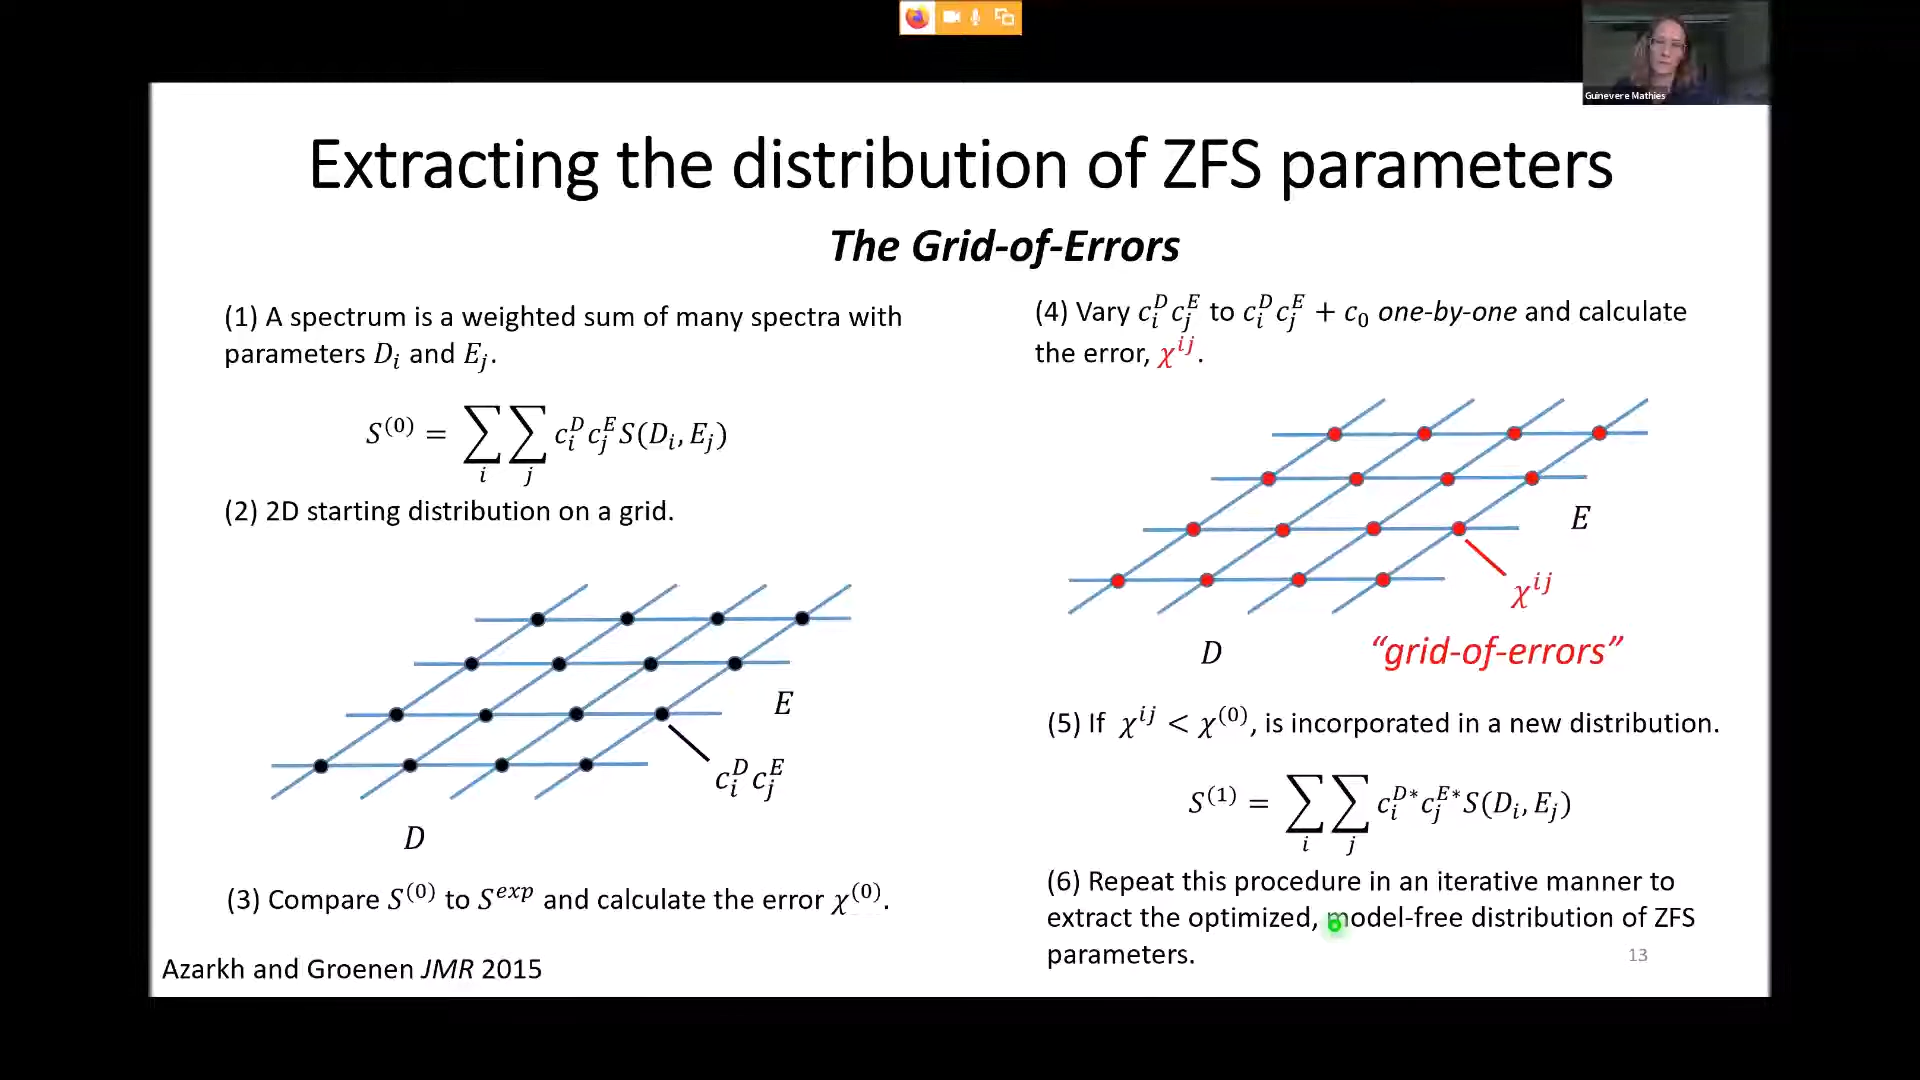 Guinevere Mathies
Extracting the distribution of ZFS parameters
The Grid-of-Errors
(1) A spectrum is a weighted sum of many spectra with
parameters D_i and E_j.
S^{(0)} = \sum_i \sum_j c_i^D c_j^E S(D_i, E_j)
(2) 2D starting distribution on a grid.
E
c_i^D c_j^E
D
(3) Compare S^{(0)} to S^{exp} and calculate the error χ^{(0)}.
Azarkh and Groenen JMR 2015
(4) Vary c_i^D c_j^E to c_i^D c_j^E + c_0 one-by-one and calculate
the error, χ^{ij}.
E
χ^{ij}
D
“grid-of-errors”
(5) If χ^{ij} < χ^{(0)}, is incorporated in a new distribution.
S^{(1)} = \sum_i \sum_j c_i^{D*} c_j^{E*} S(D_i, E_j)
(6) Repeat this procedure in an iterative manner to
extract the optimized, model-free distribution of ZFS
parameters.
13